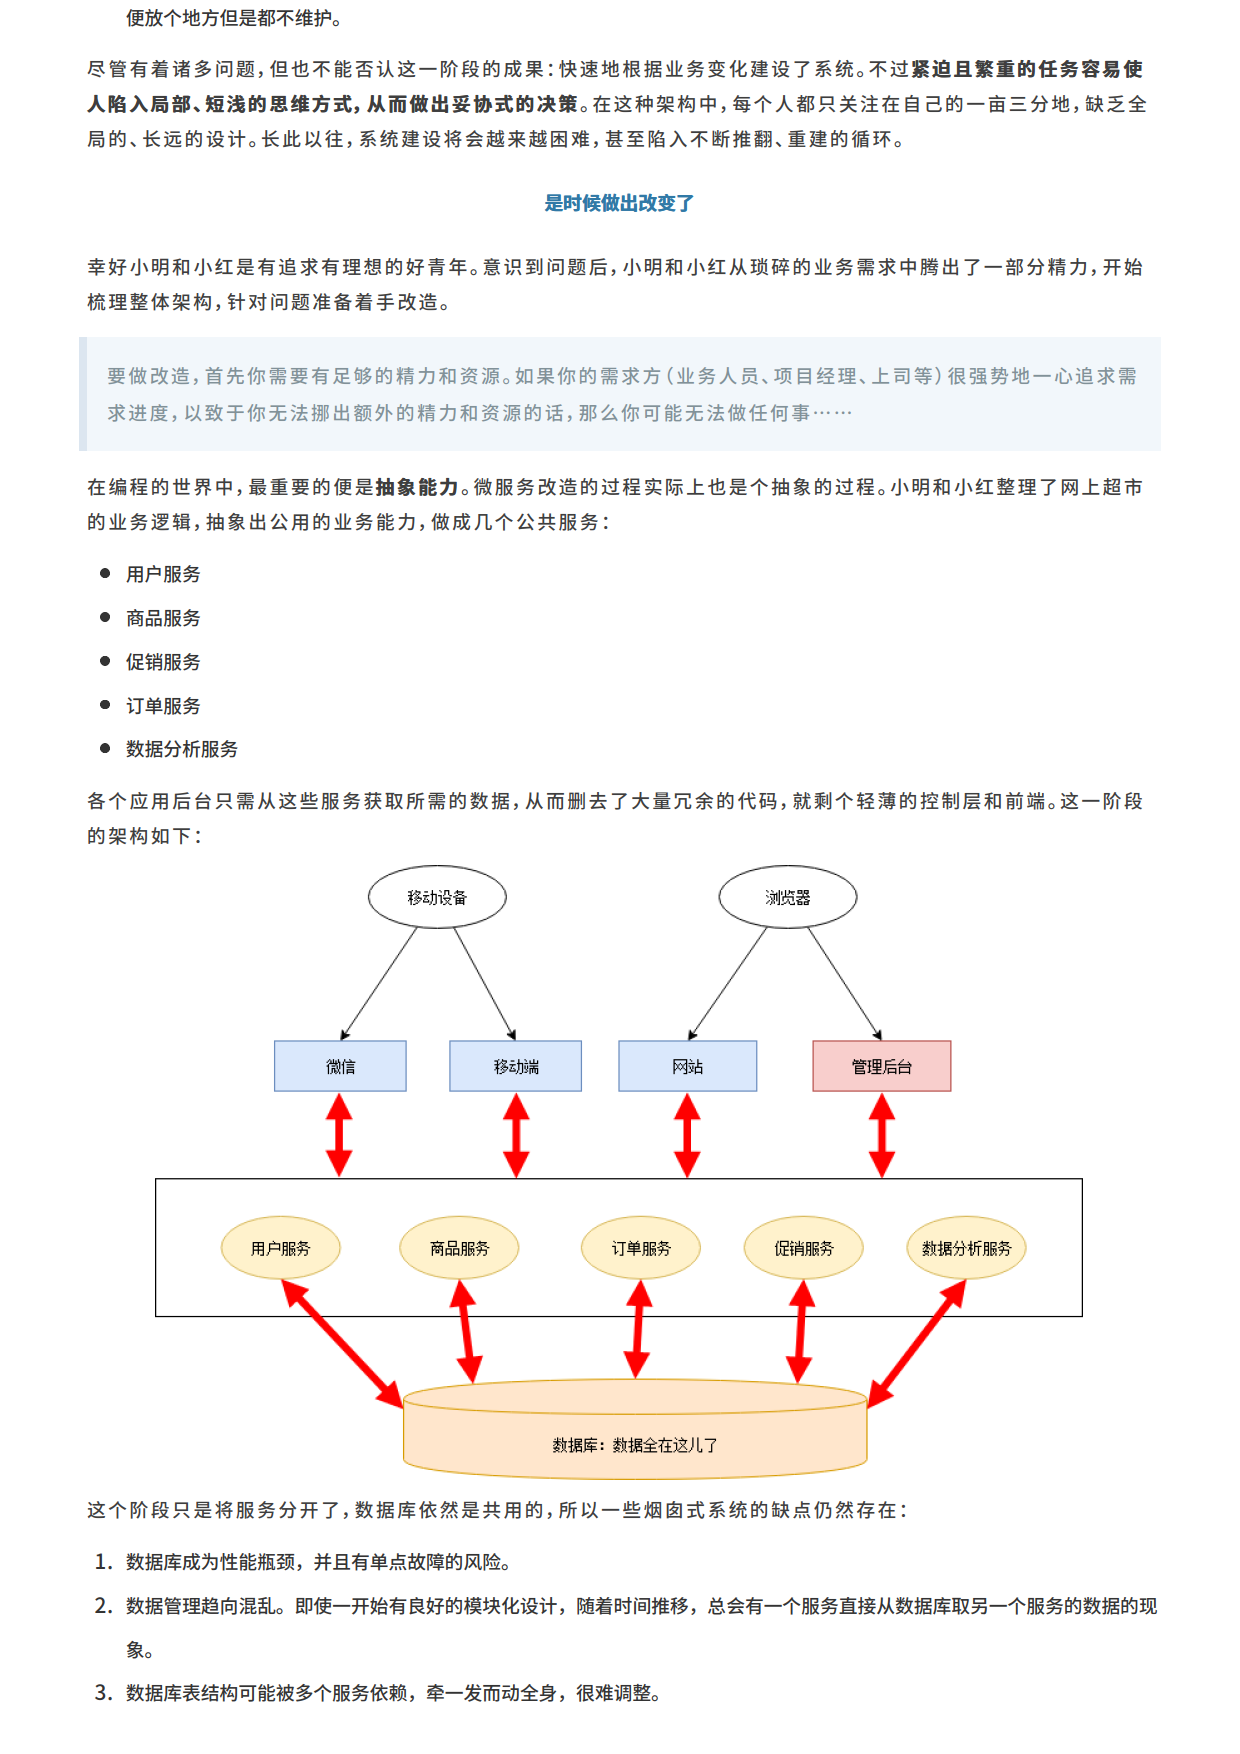 便放个地方但是都不维护。
尽管有着诸多问题，但也不能否认这一阶段的成果：快速地根据业务变化建设了系统。不过紧迫且繁重的任务容易使
人陷入局部、短浅的思维方式，从而做出妥协式的决策。在这种架构中，每个人都只关注在自己的一亩三分地，缺乏全
局的、长远的设计。长此以往，系统建设将会越来越困难，甚至陷入不断推翻、重建的循环。
是时候做出改变了
幸好小明和小红是有追求有理想的好青年。意识到问题后，小明和小红从琐碎的业务需求中腾出了一部分精力，开始
梳理整体架构，针对问题准备着手改造。
要做改造，首先你需要有足够的精力和资源。如果你的需求方（业务人员、项目经理、上司等）很强势地一心追求需
求进度，以致于你无法挪出额外的精力和资源的话，那么你可能无法做任何事……
在编程的世界中，最重要的便是抽象能力。微服务改造的过程实际上也是个抽象的过程。小明和小红整理了网上超市
的业务逻辑，抽象出公用的业务能力，做成几个公共服务：
用户服务
商品服务
促销服务
订单服务
数据分析服务
各个应用后台只需从这些服务获取所需的数据，从而删去了大量冗余的代码，就剩个轻薄的控制层和前端。这一阶段
的架构如下：
移动设备
浏览器
微信
移动端
网站
管理后台
用户服务
商品服务
订单服务
促销服务
数据分析服务
数据库：数据全在这儿了
这个阶段只是将服务分开了，数据库依然是共用的，所以一些烟囱式系统的缺点仍然存在：
1. 数据库成为性能瓶颈，并且有单点故障的风险。
2. 数据管理趋向混乱。即使一开始有良好的模块化设计，随着时间推移，总会有一个服务直接从数据库取另一个服务的数据的现
象。
3. 数据库表结构可能被多个服务依赖，牵一发而动全身，很难调整。